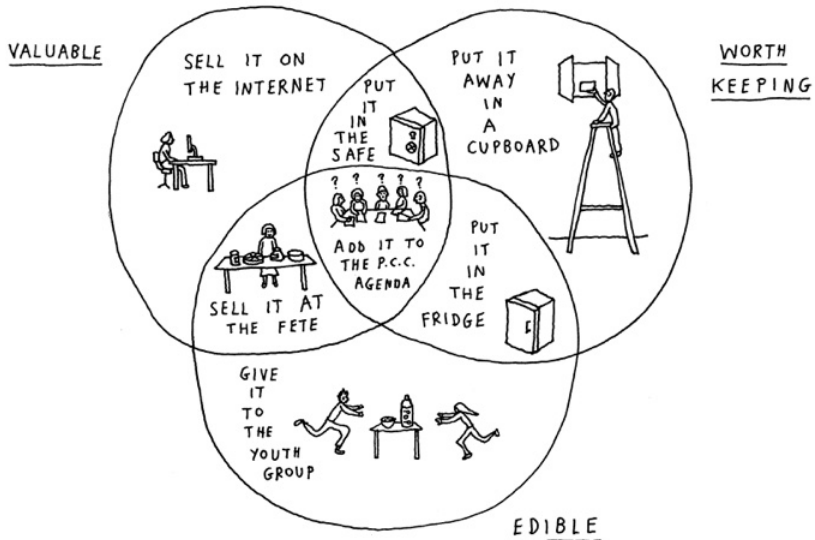 VALUABLE
SELL IT ON
THE INTERNET
PUT
IT
IN
THE
SAFE
PUT IT
AWAY
IN
A
CUPBOARD
WORTH
KEEPING
? ? ? ? ?
ADD IT TO
THE P.C.C.
AGENDA
SELL IT AT
THE FETE
PUT
IT
IN
THE
FRIDGE
GIVE
IT
TO
THE
YOUTH
GROUP
EDIBLE